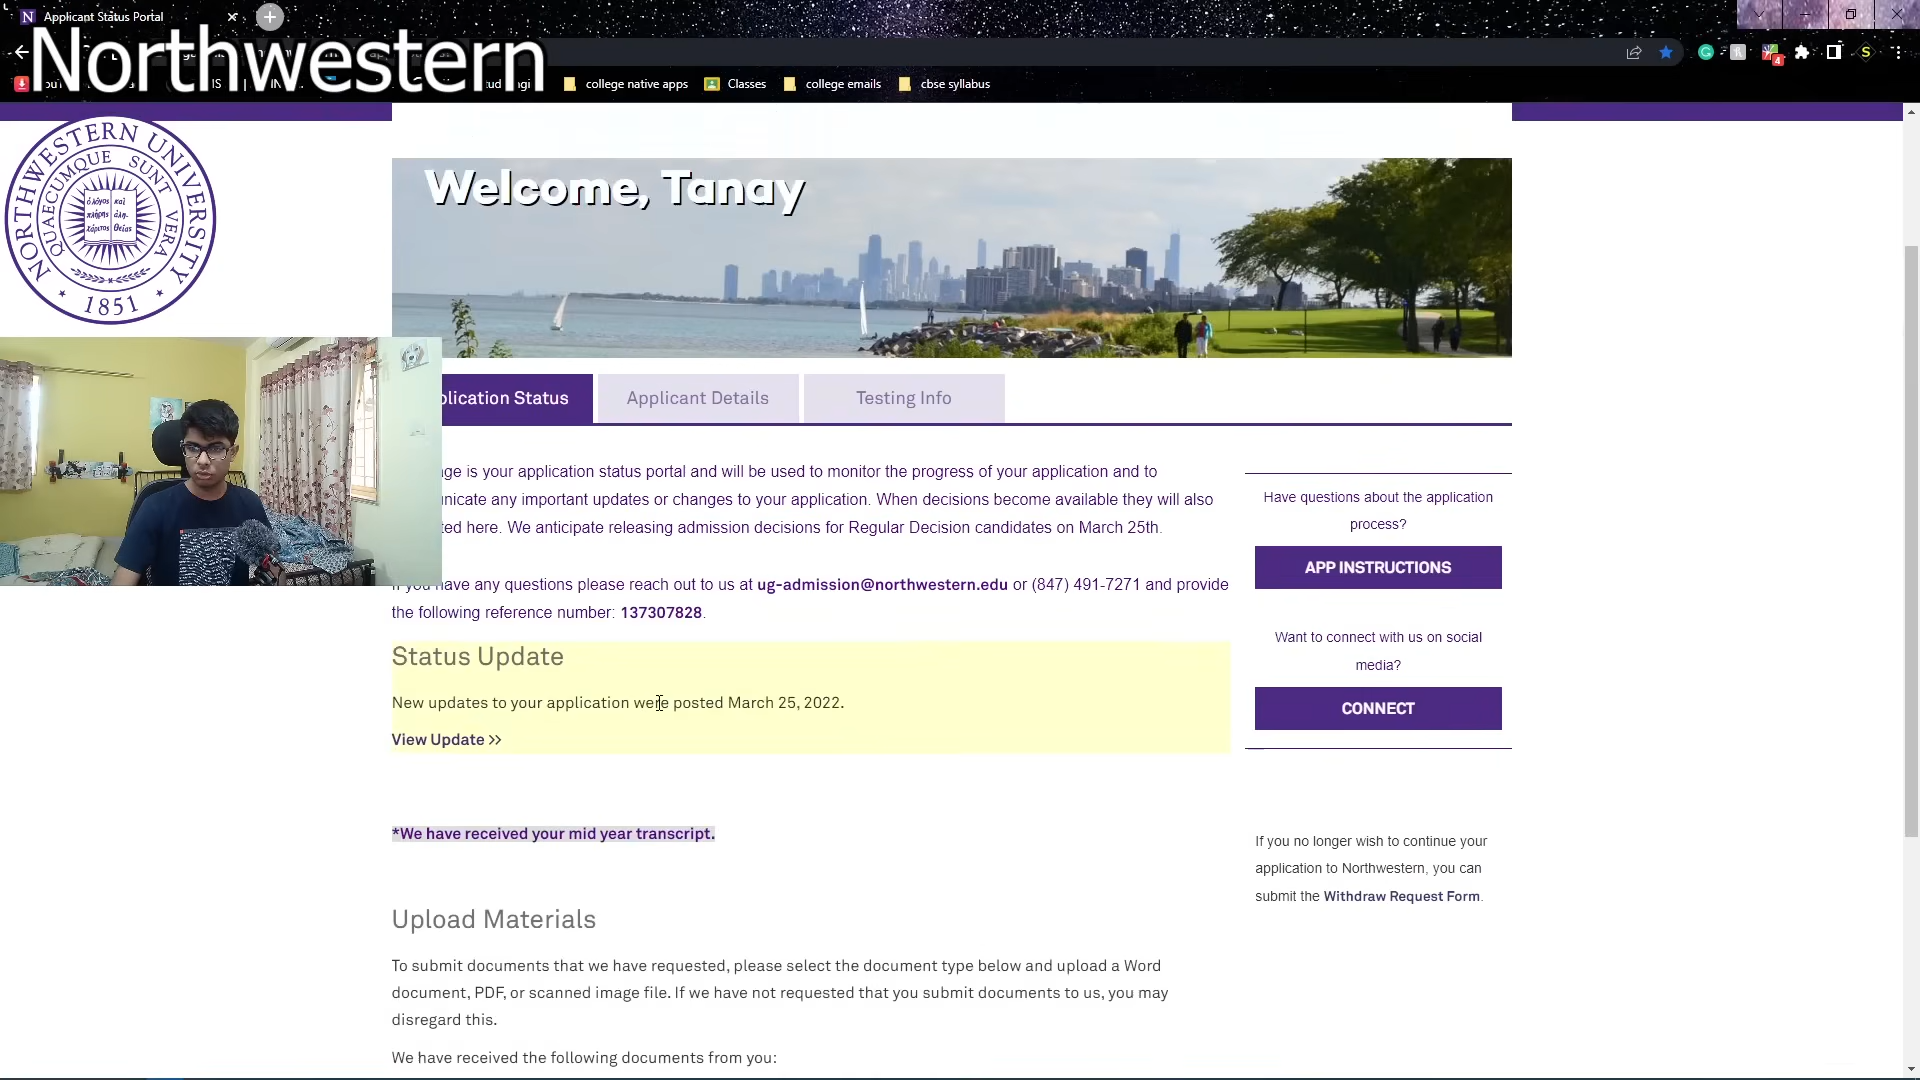 Applicant Status Portal
Northwestern
college native apps
Classes
college emails
cbse syllabus
4
S
NORTHWESTERN UNIVERSITY
QUAECUMQUE SUNT VERA
ὁ λόγος καὶ
πλήρης ἀλη-
χάριτος θείας
1851
Welcome, Tanay
plication Status
Applicant Details
Testing Info
ge is your application status portal and will be used to monitor the progress of your application and to
unicate any important updates or changes to your application. When decisions become available they will also
ted here. We anticipate releasing admission decisions for Regular Decision candidates on March 25th.
If you have any questions please reach out to us at ug-admission@northwestern.edu or (847) 491-7271 and provide
the following reference number: 137307828.
Status Update
New updates to your application were posted March 25, 2022.
View Update >>
*We have received your mid year transcript.
Upload Materials
To submit documents that we have requested, please select the document type below and upload a Word
document, PDF, or scanned image file. If we have not requested that you submit documents to us, you may
disregard this.
We have received the following documents from you:
Have questions about the application
process?
APP INSTRUCTIONS
Want to connect with us on social
media?
CONNECT
If you no longer wish to continue your
application to Northwestern, you can
submit the Withdraw Request Form.